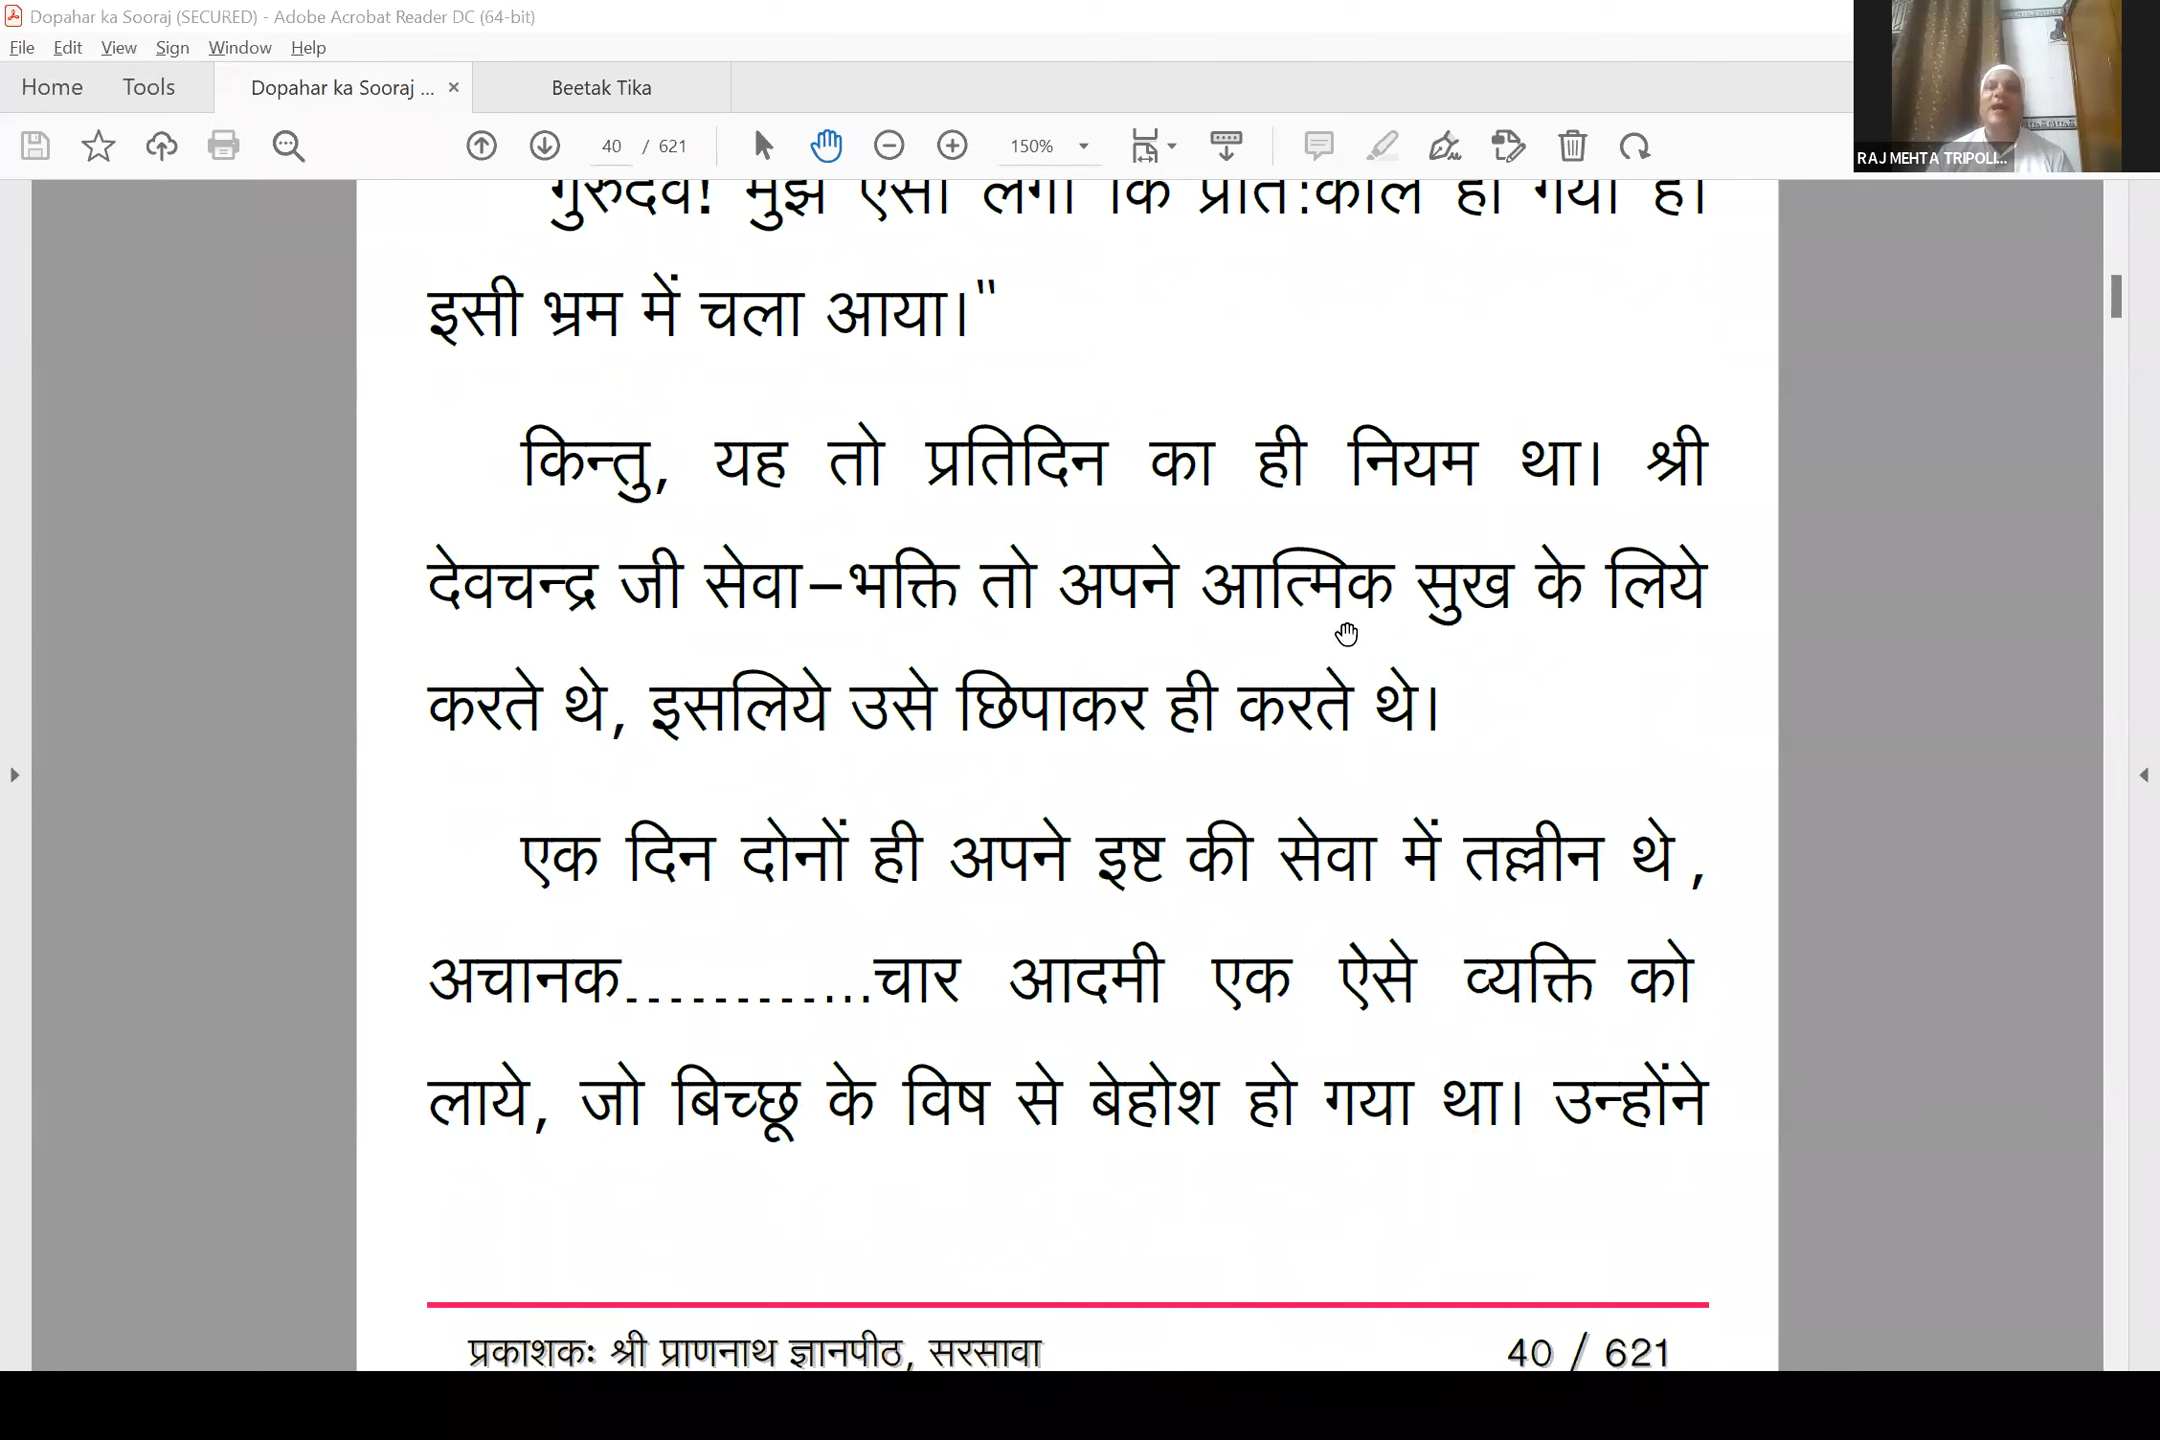 Dopahar ka Sooraj (SECURED) - Adobe Acrobat Reader DC (64-bit)
File Edit View Sign Window Help
Home Tools Dopahar ka Sooraj ... × Beetak Tika
40 / 621 150%
RAJ MEHTA TRIPOLI...
गुरुदेव! मुझे ऐसा लगा कि प्रात:काल हो गया है।
इसी भ्रम में चला आया।"
किन्तु, यह तो प्रतिदिन का ही नियम था। श्री
देवचन्द्र जी सेवा-भक्ति तो अपने आत्मिक सुख के लिये
करते थे, इसलिये उसे छिपाकर ही करते थे।
एक दिन दोनों ही अपने इष्ट की सेवा में तल्लीन थे,
अचानक..............चार आदमी एक ऐसे व्यक्ति को
लाये, जो बिच्छू के विष से बेहोश हो गया था। उन्होंने
प्रकाशकः श्री प्राणनाथ ज्ञानपीठ, सरसावा 40 / 621